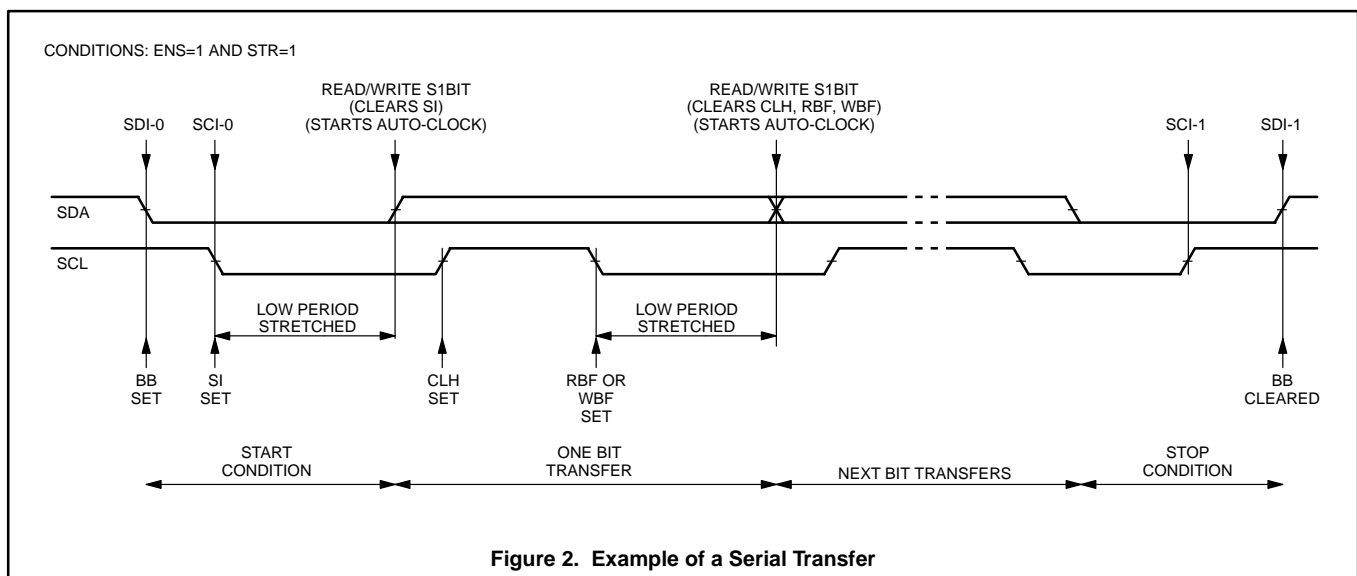 CONDITIONS: ENS=1 AND STR=1
READ/WRITE S1BIT
(CLEARS SI)
(STARTS AUTO-CLOCK)
READ/WRITE S1BIT
(CLEARS CLH, RBF, WBF)
(STARTS AUTO-CLOCK)
SDI-0
SCI-0
SCI-1
SDI-1
SDA
SCL
LOW PERIOD
STRETCHED
LOW PERIOD
STRETCHED
BB
SET
SI
SET
CLH
SET
RBF OR
WBF
SET
BB
CLEARED
START
CONDITION
ONE BIT
TRANSFER
NEXT BIT TRANSFERS
STOP
CONDITION
Figure 2. Example of a Serial Transfer